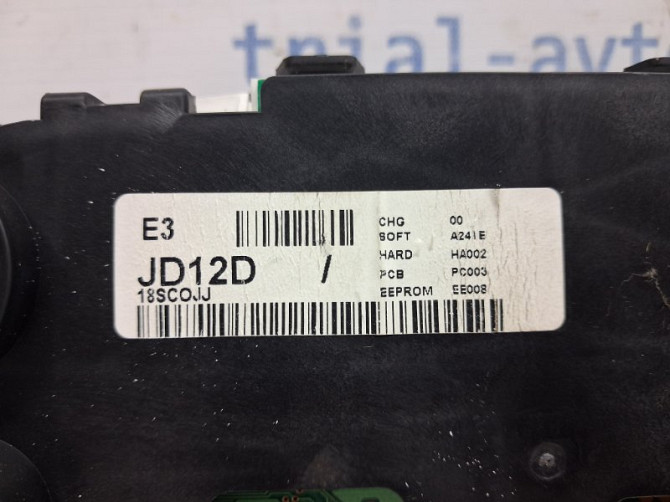 trial-avt
E3
CHG 00
SOFT A241E
JD12D /
HARD HA002
PCB PC003
18SCOJJ
EEPROM EE008